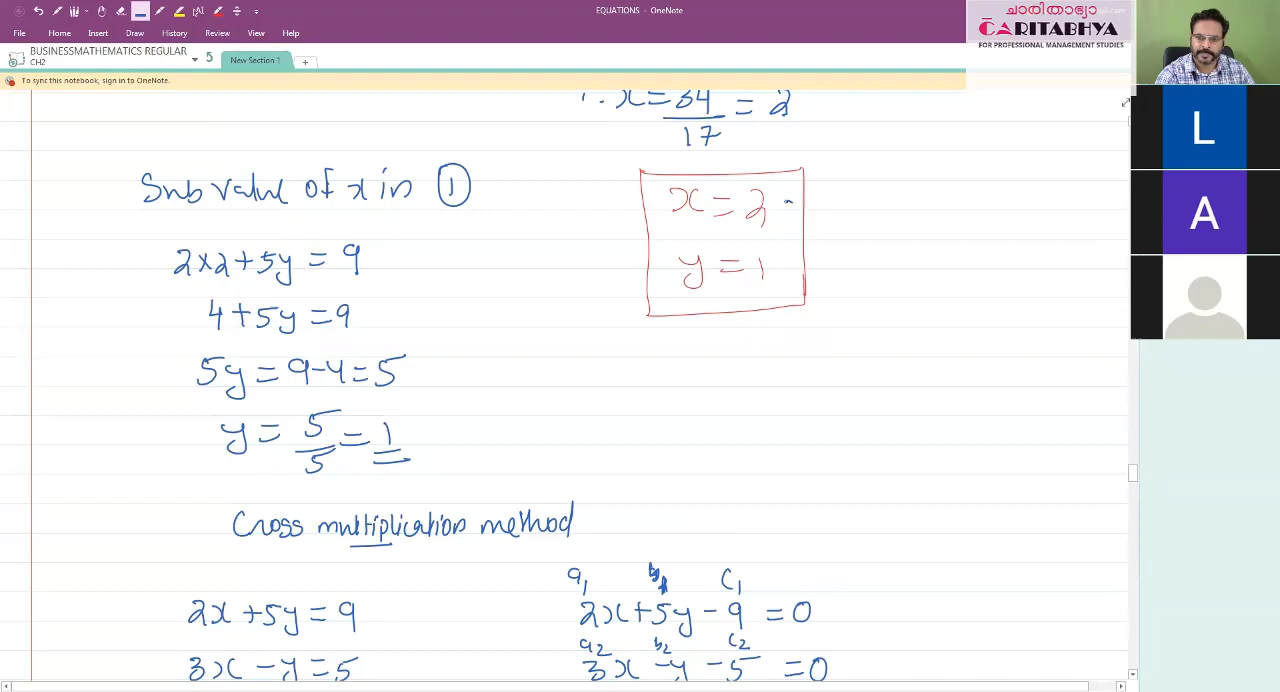 EQUATIONS - OneNote
File Home Insert Draw History Review View Help
ചാരിതാഭ്യാ
CARITABHYA
FOR PROFESSIONAL MANAGEMENT STUDIES
BUSINESSMATHEMATICS REGULAR
CH2
New Section 1
+
To sync this notebook, sign in to OneNote.
∴ x = 34/17 = 2
Sub value of x in ①
x = 2
y = 1
2×2+5y = 9
4+5y = 9
5y = 9-4 = 5
y = 5/5 = 1
Cross multiplication method
a1 b1 c1
2x +5y = 9
2x+5y - 9 = 0
a2 b2 c2
3x - y = 5
3x - y - 5 = 0
L
A